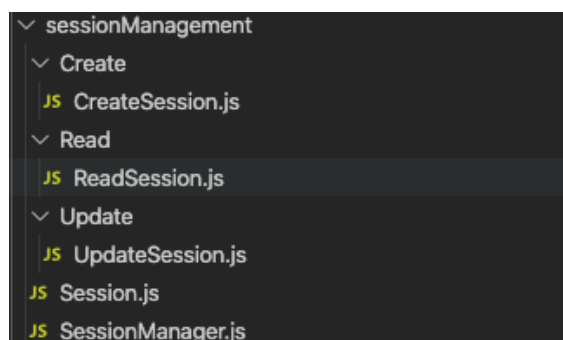 sessionManagement
Create
JS CreateSession.js
Read
JS ReadSession.js
Update
JS UpdateSession.js
JS Session.js
JS SessionManager.js